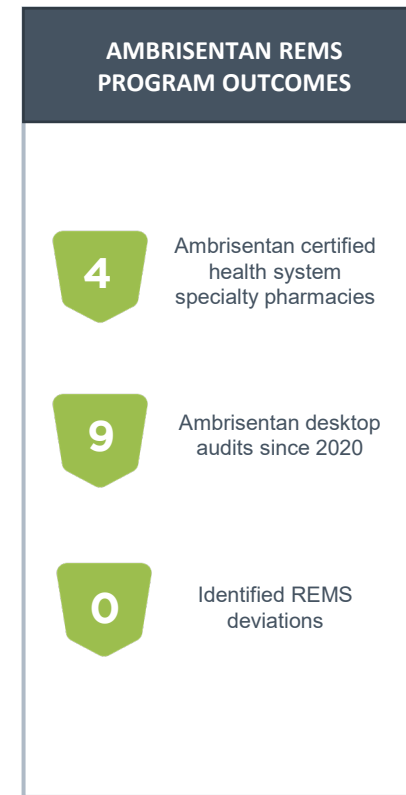 AMBRISENTAN REMS
PROGRAM OUTCOMES
4
Ambrisentan certified
health system
specialty pharmacies
9
Ambrisentan desktop
audits since 2020
0
Identified REMS
deviations